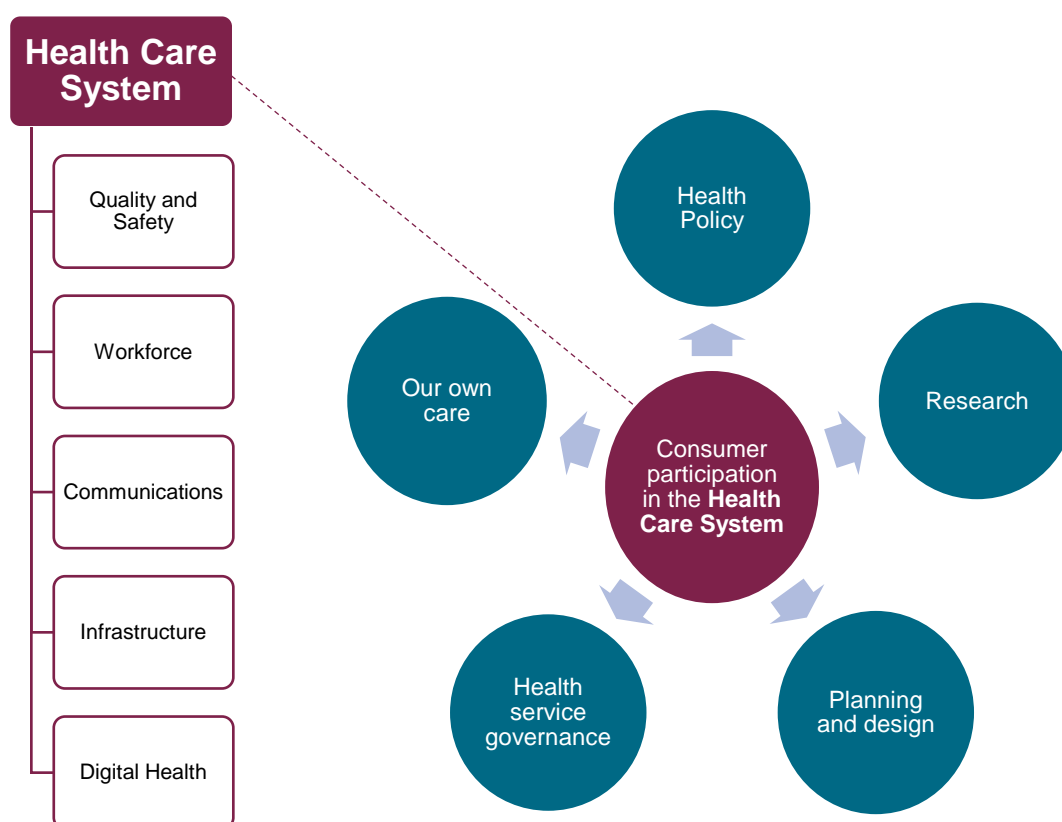 Health Care
System
Quality and
Safety
Workforce
Communications
Infrastructure
Digital Health
Health
Policy
Our own
care
Research
Consumer
participation
in the Health
Care System
Health
service
governance
Planning
and design